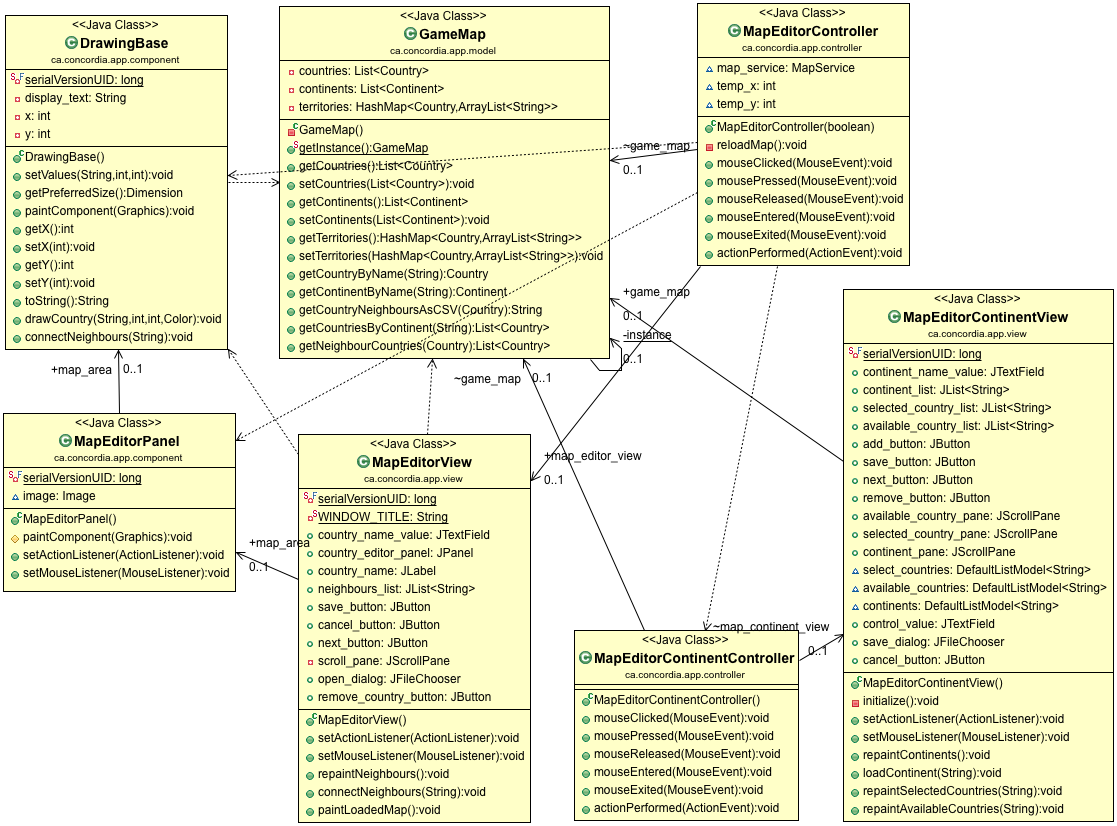 <<Java Class>>
DrawingBase
ca.concordia.app.component
serialVersionUID: long
display_text: String
x: int
y: int
DrawingBase()
setValues(String,int,int):void
getPreferredSize():Dimension
paintComponent(Graphics):void
getX():int
setX(int):void
getY():int
setY(int):void
toString():String
drawCountry(String,int,int,Color):void
connectNeighbours(String):void
<<Java Class>>
GameMap
ca.concordia.app.model
countries: List<Country>
continents: List<Continent>
territories: HashMap<Country,ArrayList<String>>
GameMap()
getInstance():GameMap
getCountries():List<Country>
setCountries(List<Country>):void
getContinents():List<Continent>
setContinents(List<Continent>):void
getTerritories():HashMap<Country,ArrayList<String>>
setTerritories(HashMap<Country,ArrayList<String>>):void
getCountryByName(String):Country
getContinentByName(String):Continent
getCountryNeighboursAsCSV(Country):String
getCountriesByContinent(String):List<Country>
getNeighbourCountries(Country):List<Country>
<<Java Class>>
MapEditorController
ca.concordia.app.controller
map_service: MapService
temp_x: int
temp_y: int
MapEditorController(boolean)
reloadMap():void
mouseClicked(MouseEvent):void
mousePressed(MouseEvent):void
mouseReleased(MouseEvent):void
mouseEntered(MouseEvent):void
mouseExited(MouseEvent):void
actionPerformed(ActionEvent):void
~game_map
0..1
+game_map
0..1
-instance
0..1
+map_area
0..1
~game_map
0..1
<<Java Class>>
MapEditorPanel
ca.concordia.app.component
serialVersionUID: long
image: Image
MapEditorPanel()
paintComponent(Graphics):void
setActionListener(ActionListener):void
setMouseListener(MouseListener):void
+map_area
0..1
<<Java Class>>
MapEditorView
ca.concordia.app.view
serialVersionUID: long
WINDOW_TITLE: String
country_name_value: JTextField
country_editor_panel: JPanel
country_name: JLabel
neighbours_list: JList<String>
save_button: JButton
cancel_button: JButton
next_button: JButton
scroll_pane: JScrollPane
open_dialog: JFileChooser
remove_country_button: JButton
MapEditorView()
setActionListener(ActionListener):void
setMouseListener(MouseListener):void
repaintNeighbours():void
connectNeighbours(String):void
paintLoadedMap():void
+map_editor_view
0..1
<<Java Class>>
MapEditorContinentController
ca.concordia.app.controller
MapEditorContinentController()
mouseClicked(MouseEvent):void
mousePressed(MouseEvent):void
mouseReleased(MouseEvent):void
mouseEntered(MouseEvent):void
mouseExited(MouseEvent):void
actionPerformed(ActionEvent):void
~map_continent_view
0..1
<<Java Class>>
MapEditorContinentView
ca.concordia.app.view
serialVersionUID: long
continent_name_value: JTextField
continent_list: JList<String>
selected_country_list: JList<String>
available_country_list: JList<String>
add_button: JButton
save_button: JButton
next_button: JButton
remove_button: JButton
available_country_pane: JScrollPane
selected_country_pane: JScrollPane
continent_pane: JScrollPane
select_countries: DefaultListModel<String>
available_countries: DefaultListModel<String>
continents: DefaultListModel<String>
control_value: JTextField
save_dialog: JFileChooser
cancel_button: JButton
MapEditorContinentView()
initialize():void
setActionListener(ActionListener):void
setMouseListener(MouseListener):void
repaintContinents():void
loadContinent(String):void
repaintSelectedCountries(String):void
repaintAvailableCountries(String):void